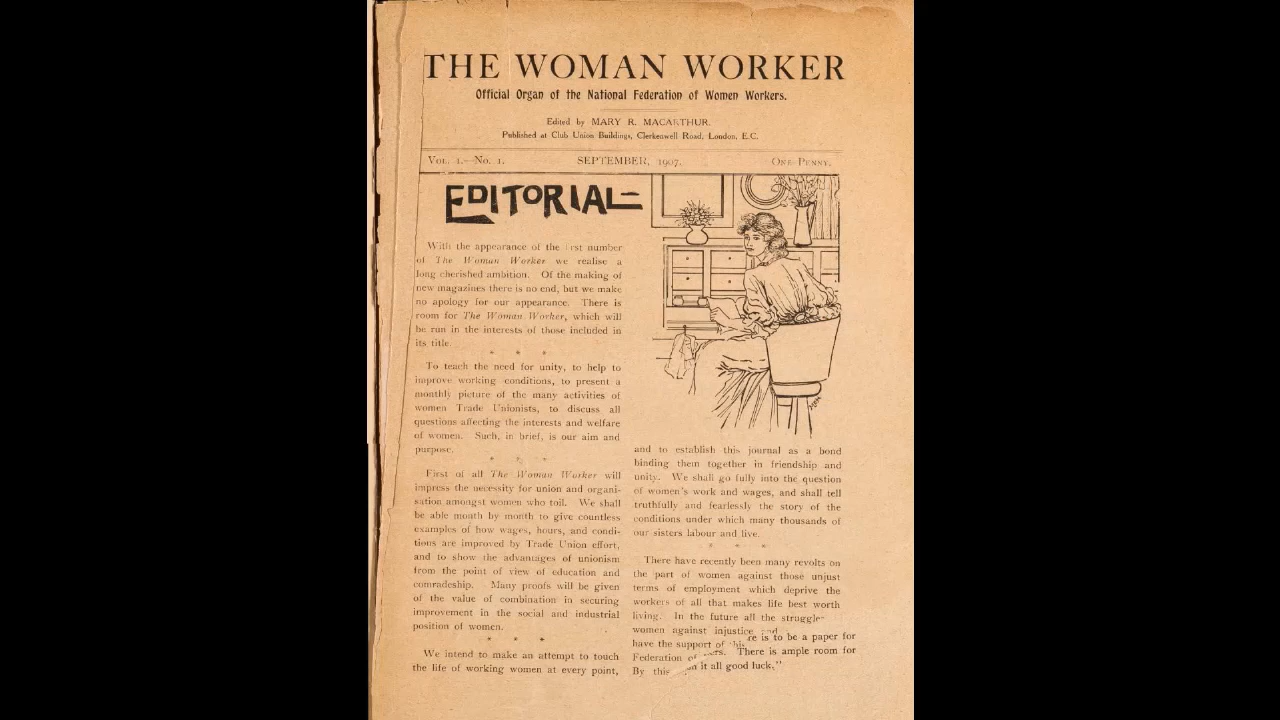 THE WOMAN WORKER
Official Organ of the National Federation of Women Workers.
Edited by MARY R. MACARTHUR.
Published at Club Union Buildings, Clerkenwell Road, London, E.C.
VOL. 1.—No. 1.
SEPTEMBER, 1907.
ONE PENNY.
EDITORIAL
With the appearance of the rst number
of The Woman Worker we realise a
long cherished ambition. Of the making of
new magazines there is no end, but we make
no apology for our appearance. There is
room for The Woman Worker, which will
be run in the interests of those included in
its title.
* * *
To teach the need for unity, to help to
improve working conditions, to present a
monthly picture of the many activities of
women Trade Unionists, to discuss all
questions affecting the interests and welfare
of women. Such, in brief, is our aim and
purpose.
* * *
First of all The Woman Worker will
impress the necessity for union and organi-
sation amongst women who toil. We shall
be able month by month to give countless
examples of how wages, hours, and condi-
tions are improved by Trade Union effort,
and to show the advantages of unionism
from the point of view of education and
comradeship. Many proofs will be given
of the value of combination in securing
improvement in the social and industrial
position of women.
* * *
We intend to make an attempt to touch
the life of working women at every point,
and to establish this journal as a bond
binding them together in friendship and
unity. We shall go fully into the question
of women's work and wages, and shall tell
truthfully and fearlessly the story of the
conditions under which many thousands of
our sisters labour and live.
* * *
There have recently been many revolts on
the part of women against those unjust
terms of employment which deprive the
workers of all that makes life best worth
living. In the future all the struggle
women against injustice
have the support of this
Federation of
By this
re is to be a paper for
ers. There is ample room for
it all good luck,"